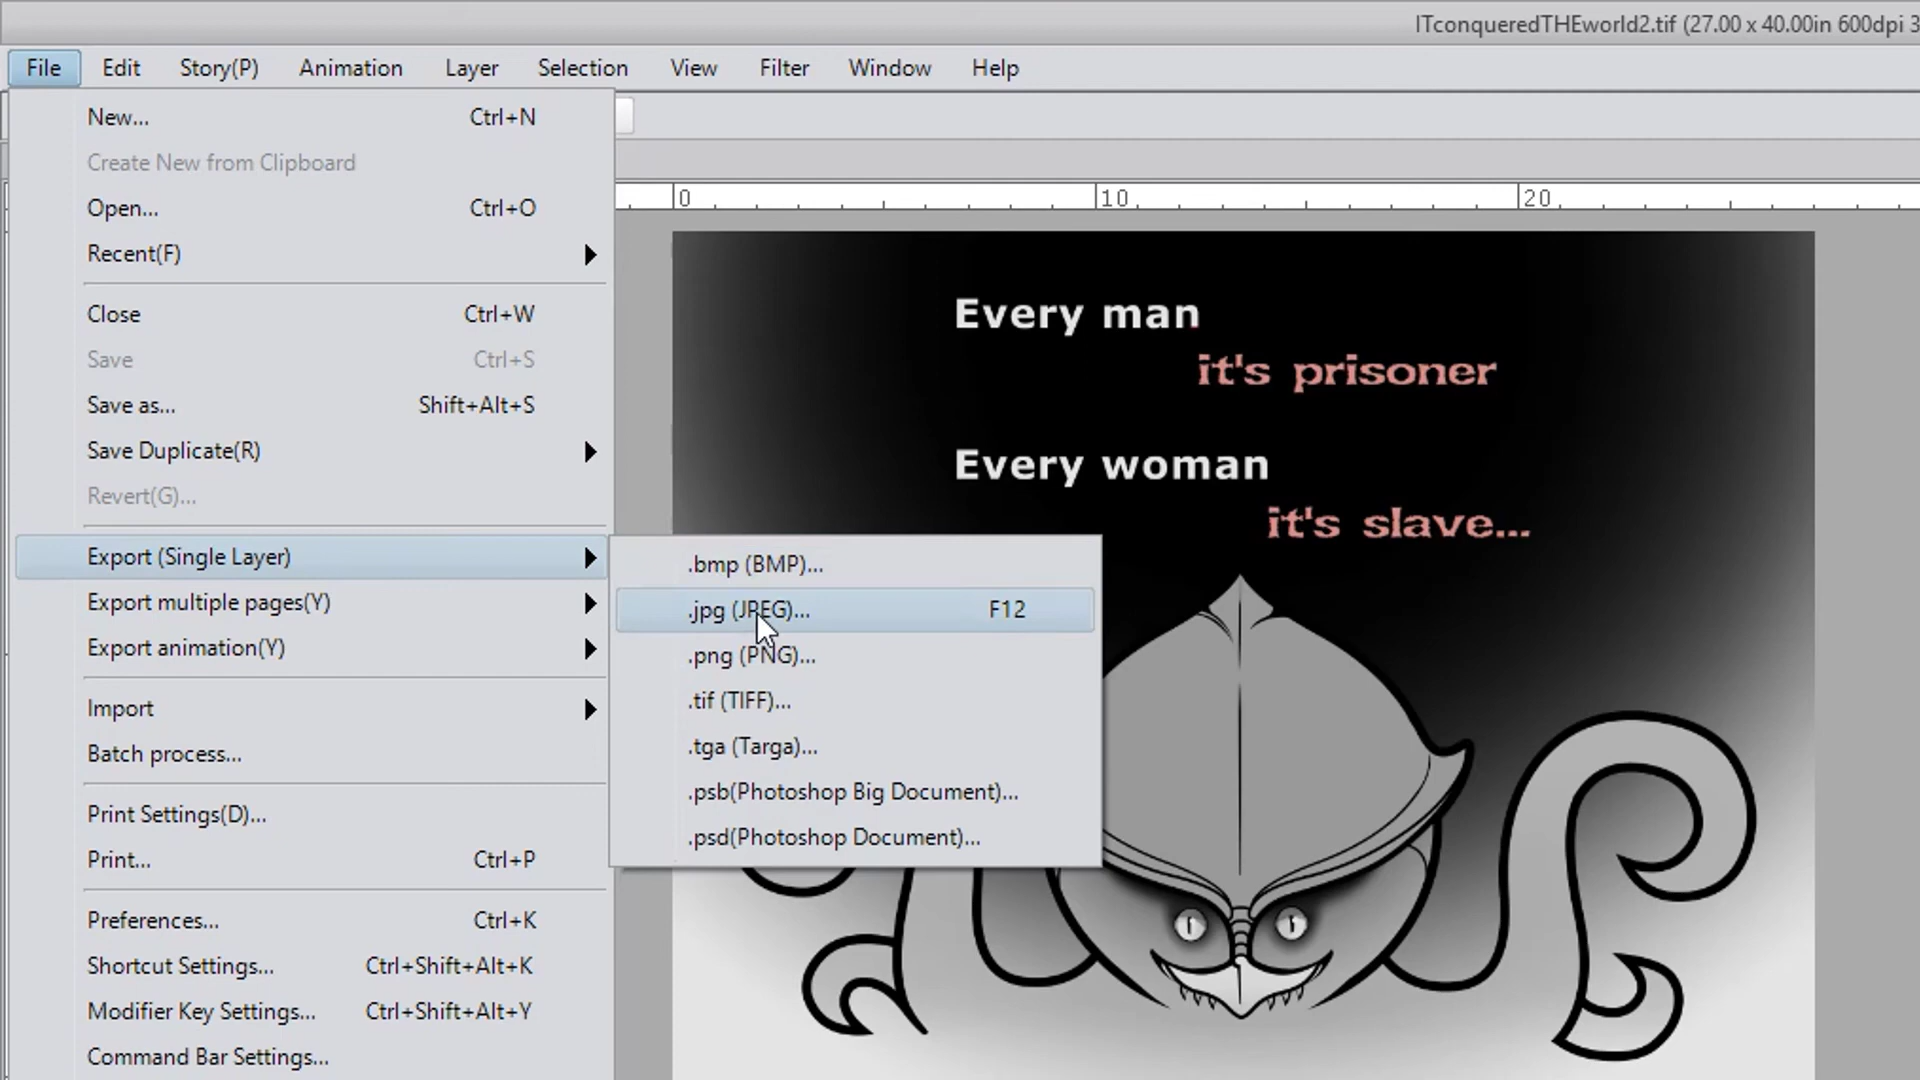 ITconqueredTHEworld2.tif (27.00 x 40.00in 600dpi 3
File Edit Story(P) Animation Layer Selection View Filter Window Help
New... Ctrl+N
Create New from Clipboard
Open... Ctrl+O
Recent(F)
Close Ctrl+W
Save Ctrl+S
Save as... Shift+Alt+S
Save Duplicate(R)
Revert(G)...
Export (Single Layer)
Export multiple pages(Y)
Export animation(Y)
Import
Batch process...
Print Settings(D)...
Print... Ctrl+P
Preferences... Ctrl+K
Shortcut Settings... Ctrl+Shift+Alt+K
Modifier Key Settings... Ctrl+Shift+Alt+Y
Command Bar Settings...
.bmp (BMP)...
.jpg (JPEG)... F12
.png (PNG)...
.tif (TIFF)...
.tga (Targa)...
.psb(Photoshop Big Document)...
.psd(Photoshop Document)...
0 10 20
Every man
it's prisoner
Every woman
it's slave...